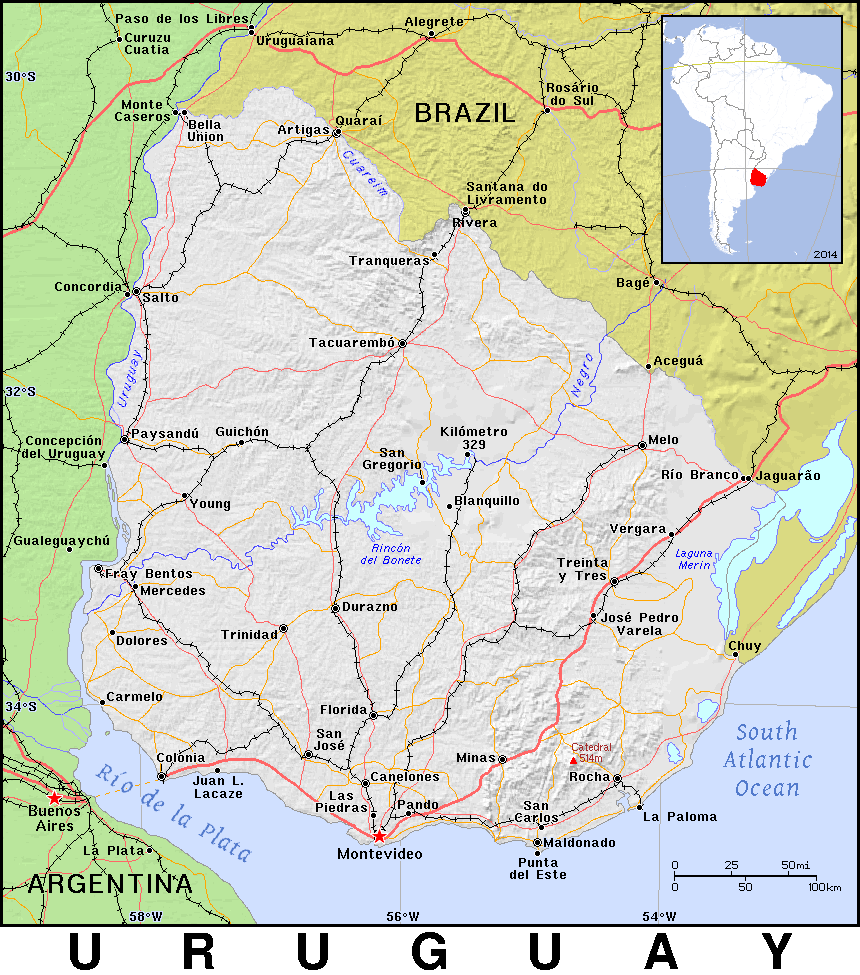 Paso de los Libres
Alegrete
Curuzu
Cuatia
Uruguaiana
30°S
Rosário
do Sul
Monte
Caseros
BRAZIL
Bella
Union
Artigas
Quaraí
Cuareim
Santana do
Livramento
Rivera
Tranqueras
2014
Concordia
Salto
Bagé
Tacuarembó
Aceguá
Uruguay
Negro
32°S
Paysandú
Guichón
Kilómetro
329
Concepción
del Uruguay
San
Gregorio
Melo
Río Branco
Jaguarão
Young
Blanquillo
Vergara
Gualeguaychú
Rincón
del Bonete
Laguna
Merin
Treinta
y Tres
Fray Bentos
Mercedes
Durazno
José Pedro
Varela
Dolores
Trinidad
Chuy
Carmelo
34°S
Florida
San
José
South
Atlantic
Ocean
Minas
Catedral
514m
Colònia
Juan L.
Lacaze
Canelones
Rocha
Río de la Plata
Las
Piedras
Pando
San
Carlos
La Paloma
Buenos
Aires
Montevideo
Maldonado
La Plata
Punta
del Este
0 25 50mi
0 50 100km
ARGENTINA
58°W
56°W
54°W
URUGUAY